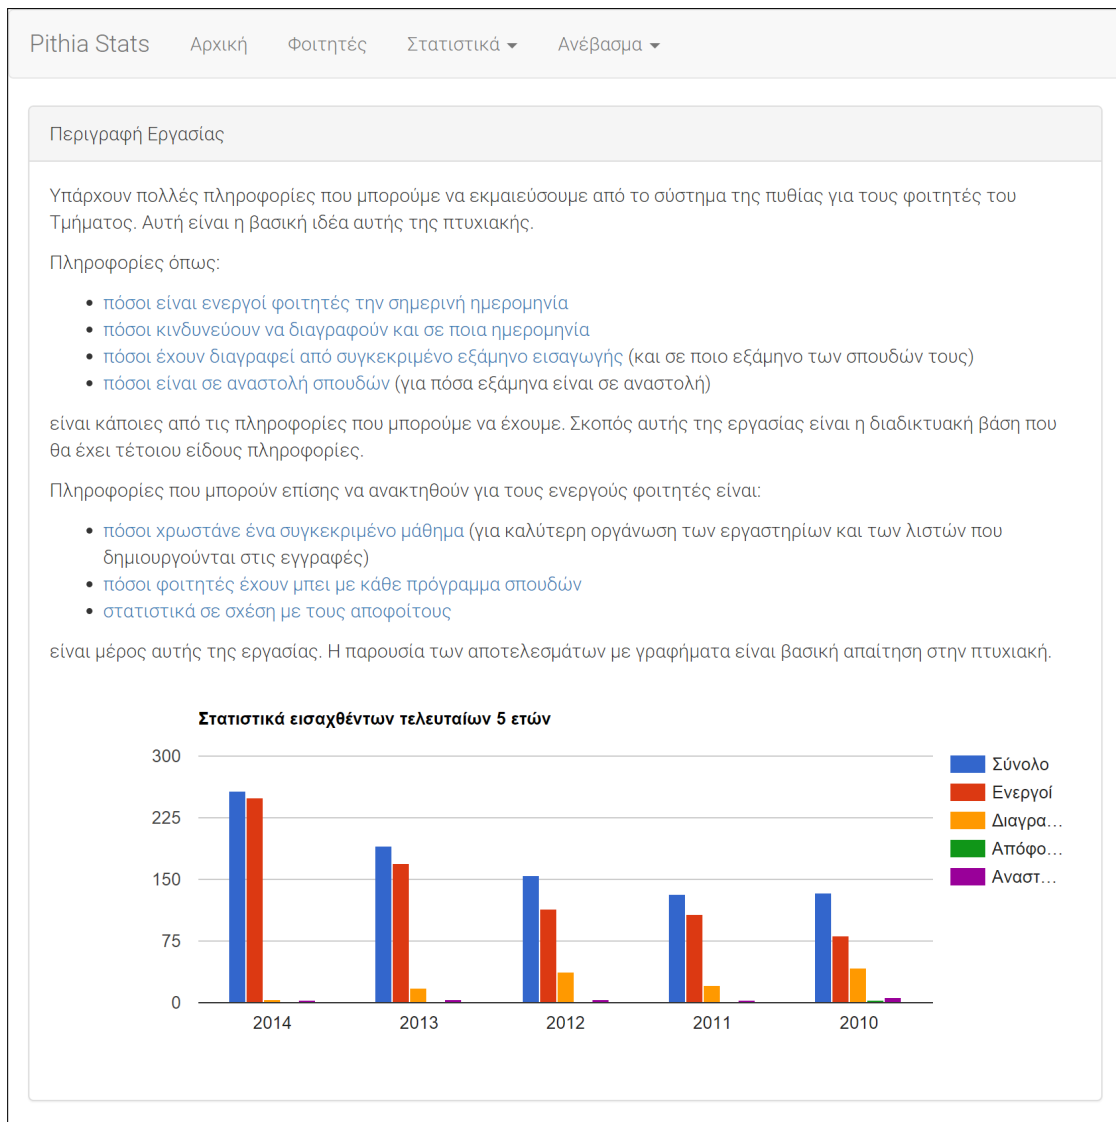 Pithia Stats Αρχική Φοιτητές Στατιστικά Ανέβασμα
Περιγραφή Εργασίας
Υπάρχουν πολλές πληροφορίες που μπορούμε να εκμαιεύσουμε από το σύστημα της πυθίας για τους φοιτητές του
Τμήματος. Αυτή είναι η βασική ιδέα αυτής της πτυχιακής.
Πληροφορίες όπως:
πόσοι είναι ενεργοί φοιτητές την σημερινή ημερομηνία
πόσοι κινδυνεύουν να διαγραφούν και σε ποια ημερομηνία
πόσοι έχουν διαγραφεί από συγκεκριμένο εξάμηνο εισαγωγής (και σε ποιο εξάμηνο των σπουδών τους)
πόσοι είναι σε αναστολή σπουδών (για πόσα εξάμηνα είναι σε αναστολή)
είναι κάποιες από τις πληροφορίες που μπορούμε να έχουμε. Σκοπός αυτής της εργασίας είναι η διαδικτυακή βάση που
θα έχει τέτοιου είδους πληροφορίες.
Πληροφορίες που μπορούν επίσης να ανακτηθούν για τους ενεργούς φοιτητές είναι:
πόσοι χρωστάνε ένα συγκεκριμένο μάθημα (για καλύτερη οργάνωση των εργαστηρίων και των λιστών που
δημιουργούνται στις εγγραφές)
πόσοι φοιτητές έχουν μπει με κάθε πρόγραμμα σπουδών
στατιστικά σε σχέση με τους αποφοίτους
είναι μέρος αυτής της εργασίας. Η παρουσία των αποτελεσμάτων με γραφήματα είναι βασική απαίτηση στην πτυχιακή.
Στατιστικά εισαχθέντων τελευταίων 5 ετών
300
225
150
75
0
2014 2013 2012 2011 2010
Σύνολο
Ενεργοί
Διαγρα...
Απόφο...
Αναστ...